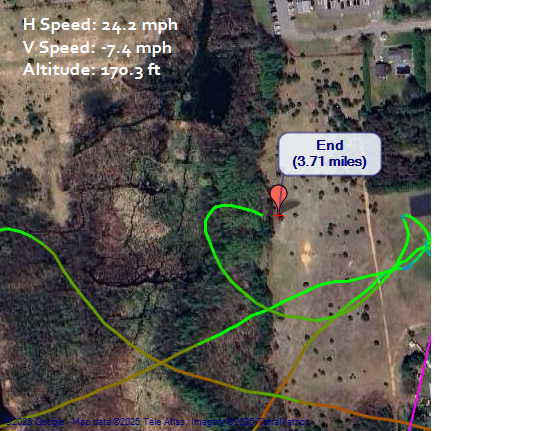 H Speed: 24.2 mph
V Speed: -7.4 mph
Altitude: 170.3 ft
End
(3.71 miles)
©2025 Google - Map data ©2025 Tele Atlas, Imagery ©2025 TerraMetrics